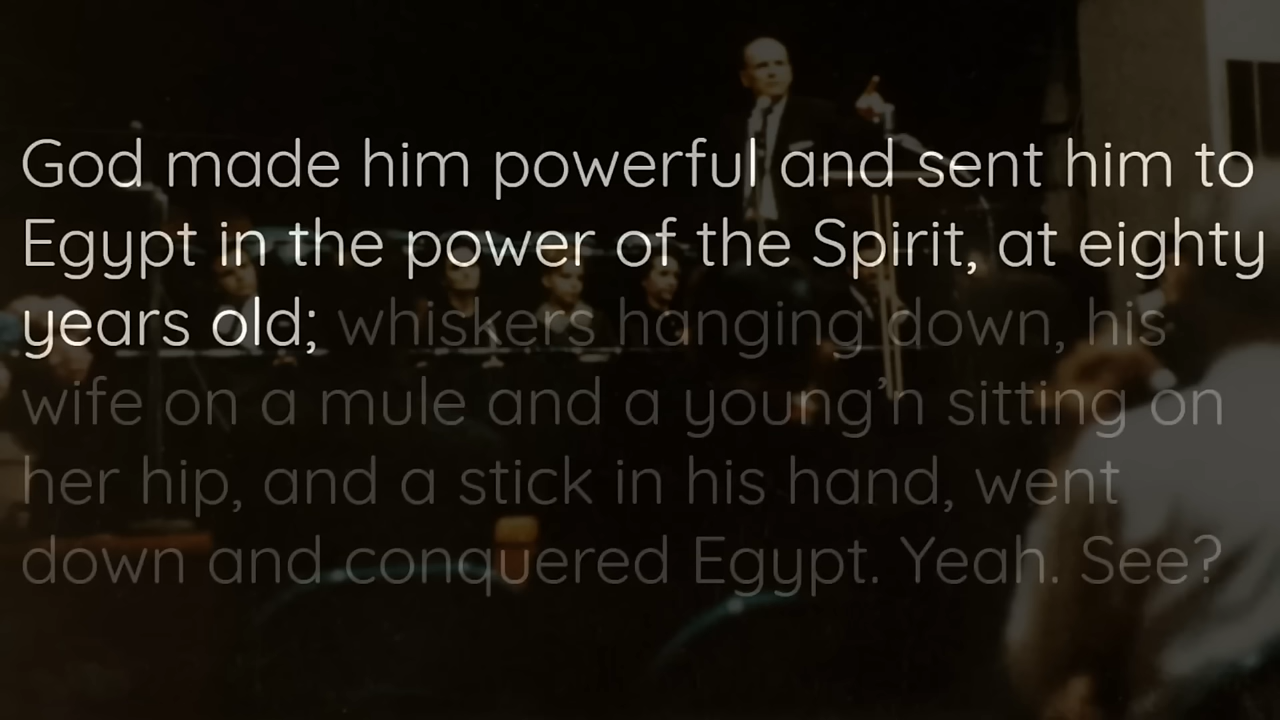 God made him powerful and sent him to
Egypt in the power of the Spirit, at eighty
years old; whiskers hanging down, his
wife on a mule and a young’n sitting on
her hip, and a stick in his hand, went
down and conquered Egypt. Yeah. See?